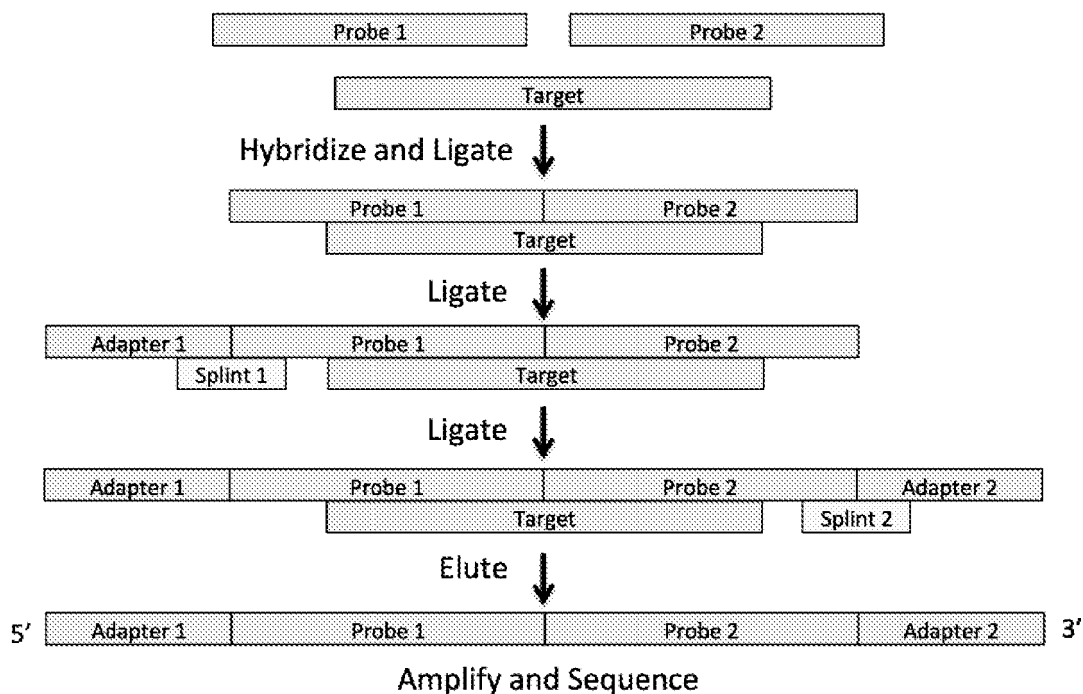 Probe 1 Probe 2
Target
Hybridize and Ligate
Probe 1 Probe 2
Target
Ligate
Adapter 1 Probe 1 Probe 2
Splint 1 Target
Ligate
Adapter 1 Probe 1 Probe 2 Adapter 2
Target Splint 2
Elute
5' Adapter 1 Probe 1 Probe 2 Adapter 2 3'
Amplify and Sequence